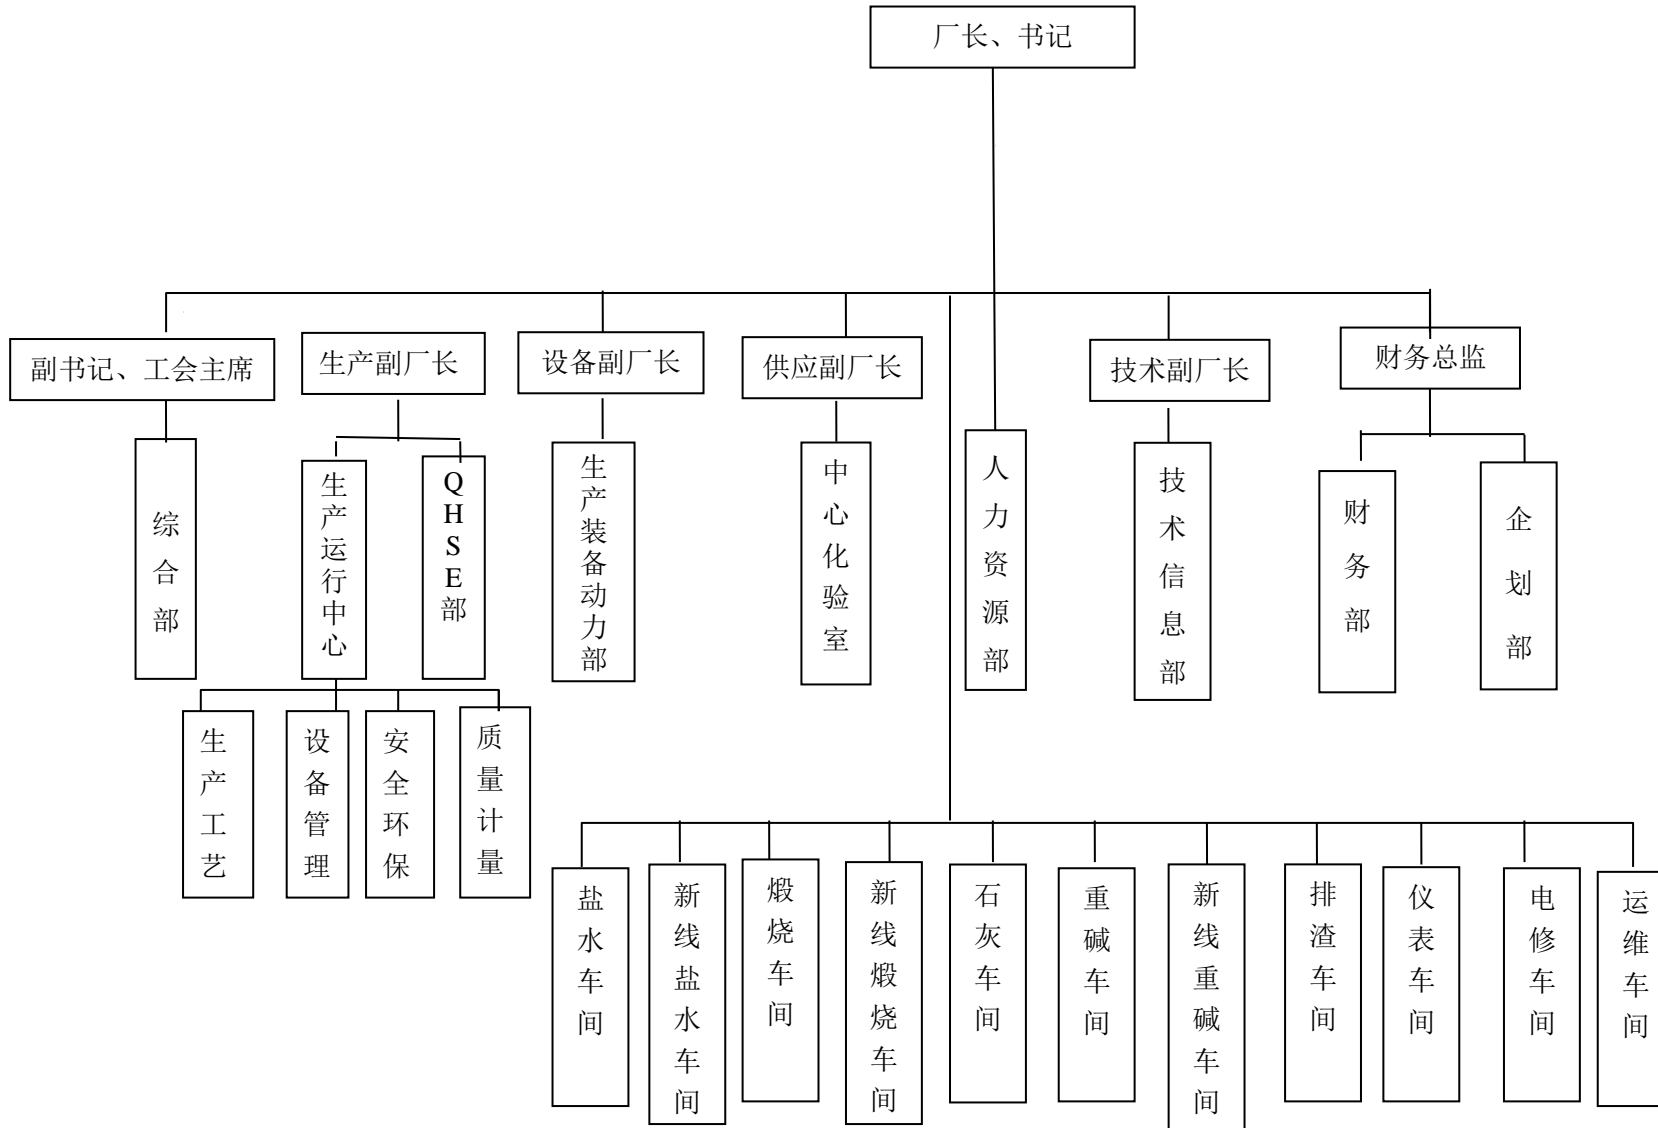 厂长、书记
副书记、工会主席
生产副厂长
设备副厂长
供应副厂长
技术副厂长
财务总监
综合部
生产运行中心
QHSE部
生产装备动力部
中心化验室
人力资源部
技术信息部
财务部
企划部
生产工艺
设备管理
安全环保
质量计量
盐水车间
新线盐水车间
煅烧车间
新线煅烧车间
石灰车间
重碱车间
新线重碱车间
排渣车间
仪表车间
电修车间
运维车间